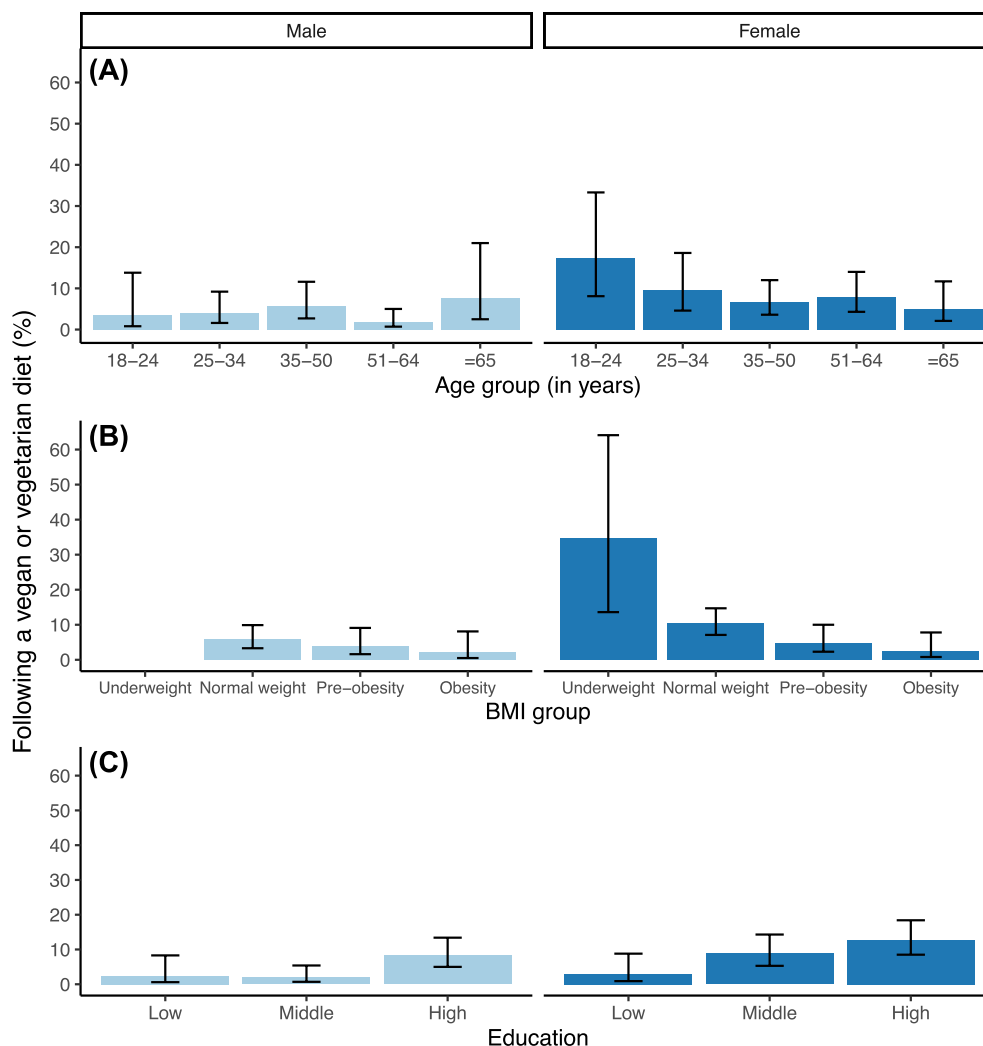 Male Female
(A)
60
50
40
30
20
10
0
18–24 25–34 35–50 51–64 =65 18–24 25–34 35–50 51–64 =65
Age group (in years)
Following a vegan or vegetarian diet (%)
(B)
60
50
40
30
20
10
0
Underweight Normal weight Pre–obesity Obesity Underweight Normal weight Pre–obesity Obesity
BMI group
(C)
60
50
40
30
20
10
0
Low Middle High Low Middle High
Education